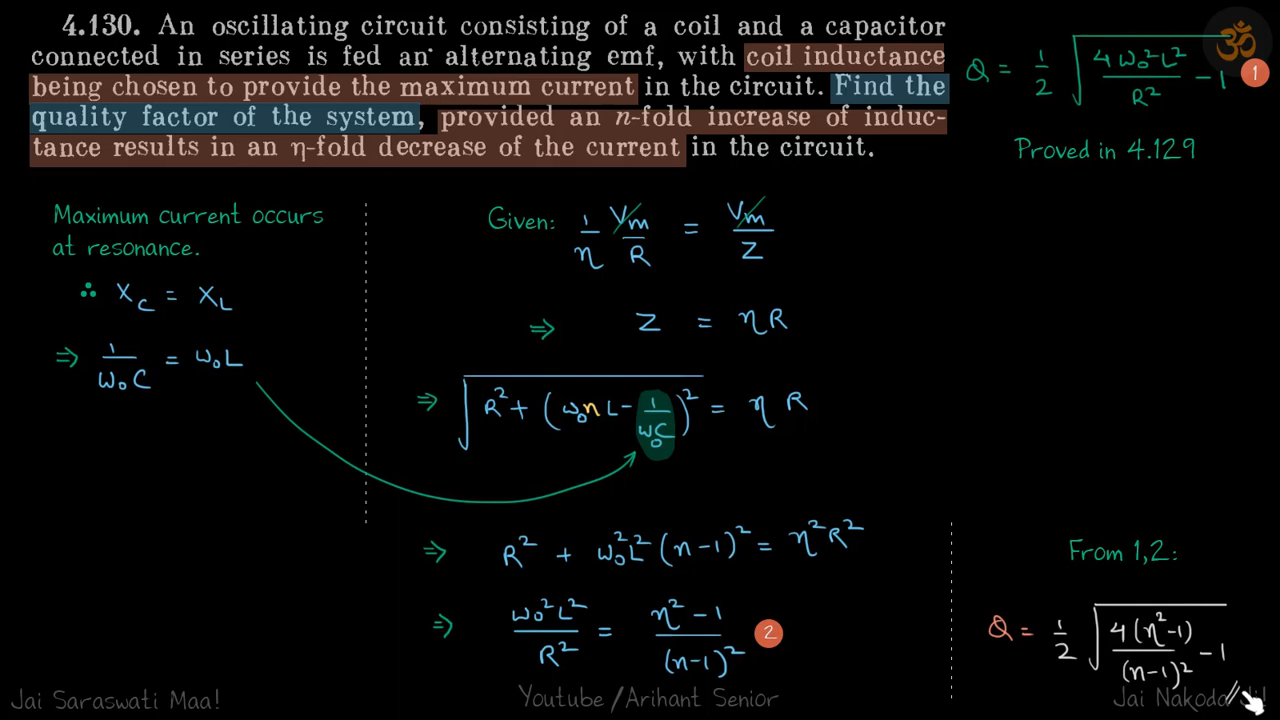 4.130. An oscillating circuit consisting of a coil and a capacitor
connected in series is fed an alternating emf, with coil inductance
being chosen to provide the maximum current in the circuit. Find the
quality factor of the system, provided an n-fold increase of induc-
tance results in an η-fold decrease of the current in the circuit.
ॐ
Q = 1/2 √(4ω₀²L²/R² - 1) 1
Proved in 4.129
Maximum current occurs
at resonance.
∴ X_C = X_L
⇒ 1/(ω₀C) = ω₀L
Given: 1/η V_m/R = V_m/Z
⇒ Z = ηR
⇒ √(R² + (ω₀nL - 1/(ω₀C))²) = η R
⇒ R² + ω₀²L² (n-1)² = η²R²
⇒ ω₀²L²/R² = (η² - 1)/(n-1)² 2
From 1,2:
Q = 1/2 √(4(η²-1)/(n-1)² - 1) //
Jai Saraswati Maa!
Youtube / Arihant Senior
Jai Nakoda Ji!